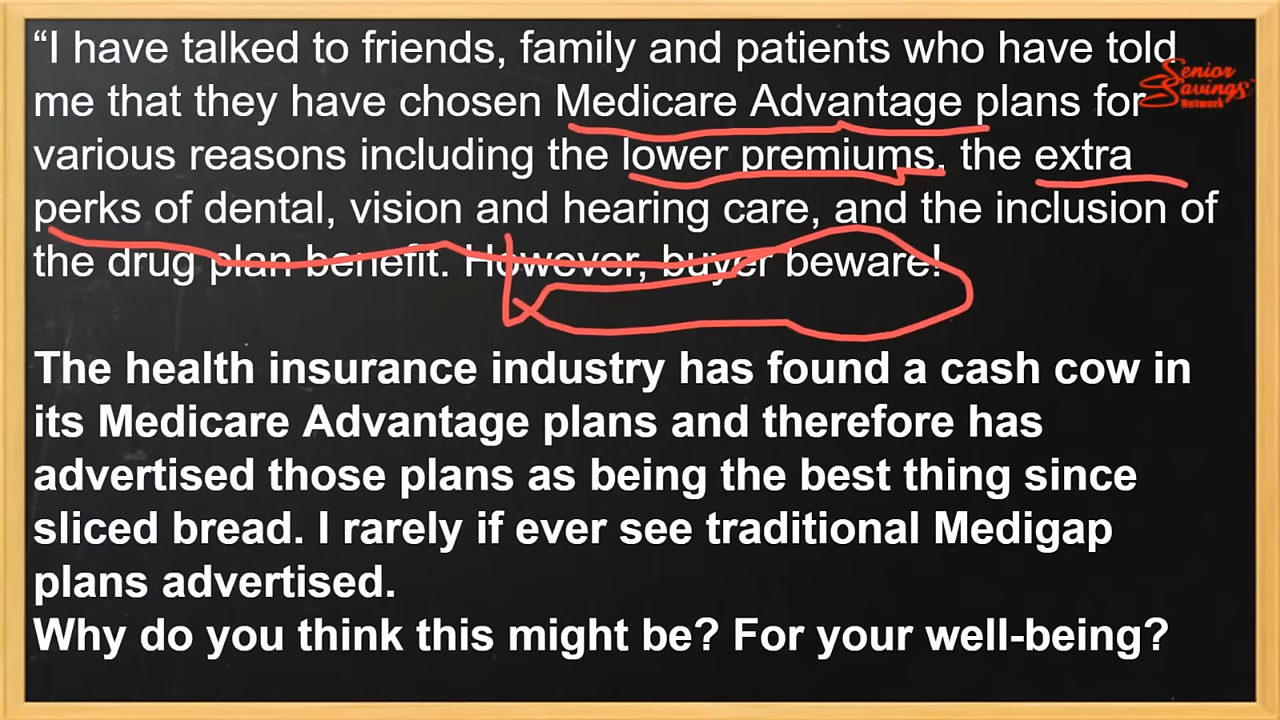 “I have talked to friends, family and patients who have told
me that they have chosen Medicare Advantage plans for
various reasons including the lower premiums. the extra
perks of dental, vision and hearing care, and the inclusion of
the drug plan benefit. However, buyer beware!
The health insurance industry has found a cash cow in
its Medicare Advantage plans and therefore has
advertised those plans as being the best thing since
sliced bread. I rarely if ever see traditional Medigap
plans advertised.
Why do you think this might be? For your well-being?
Senior
Savings
Network